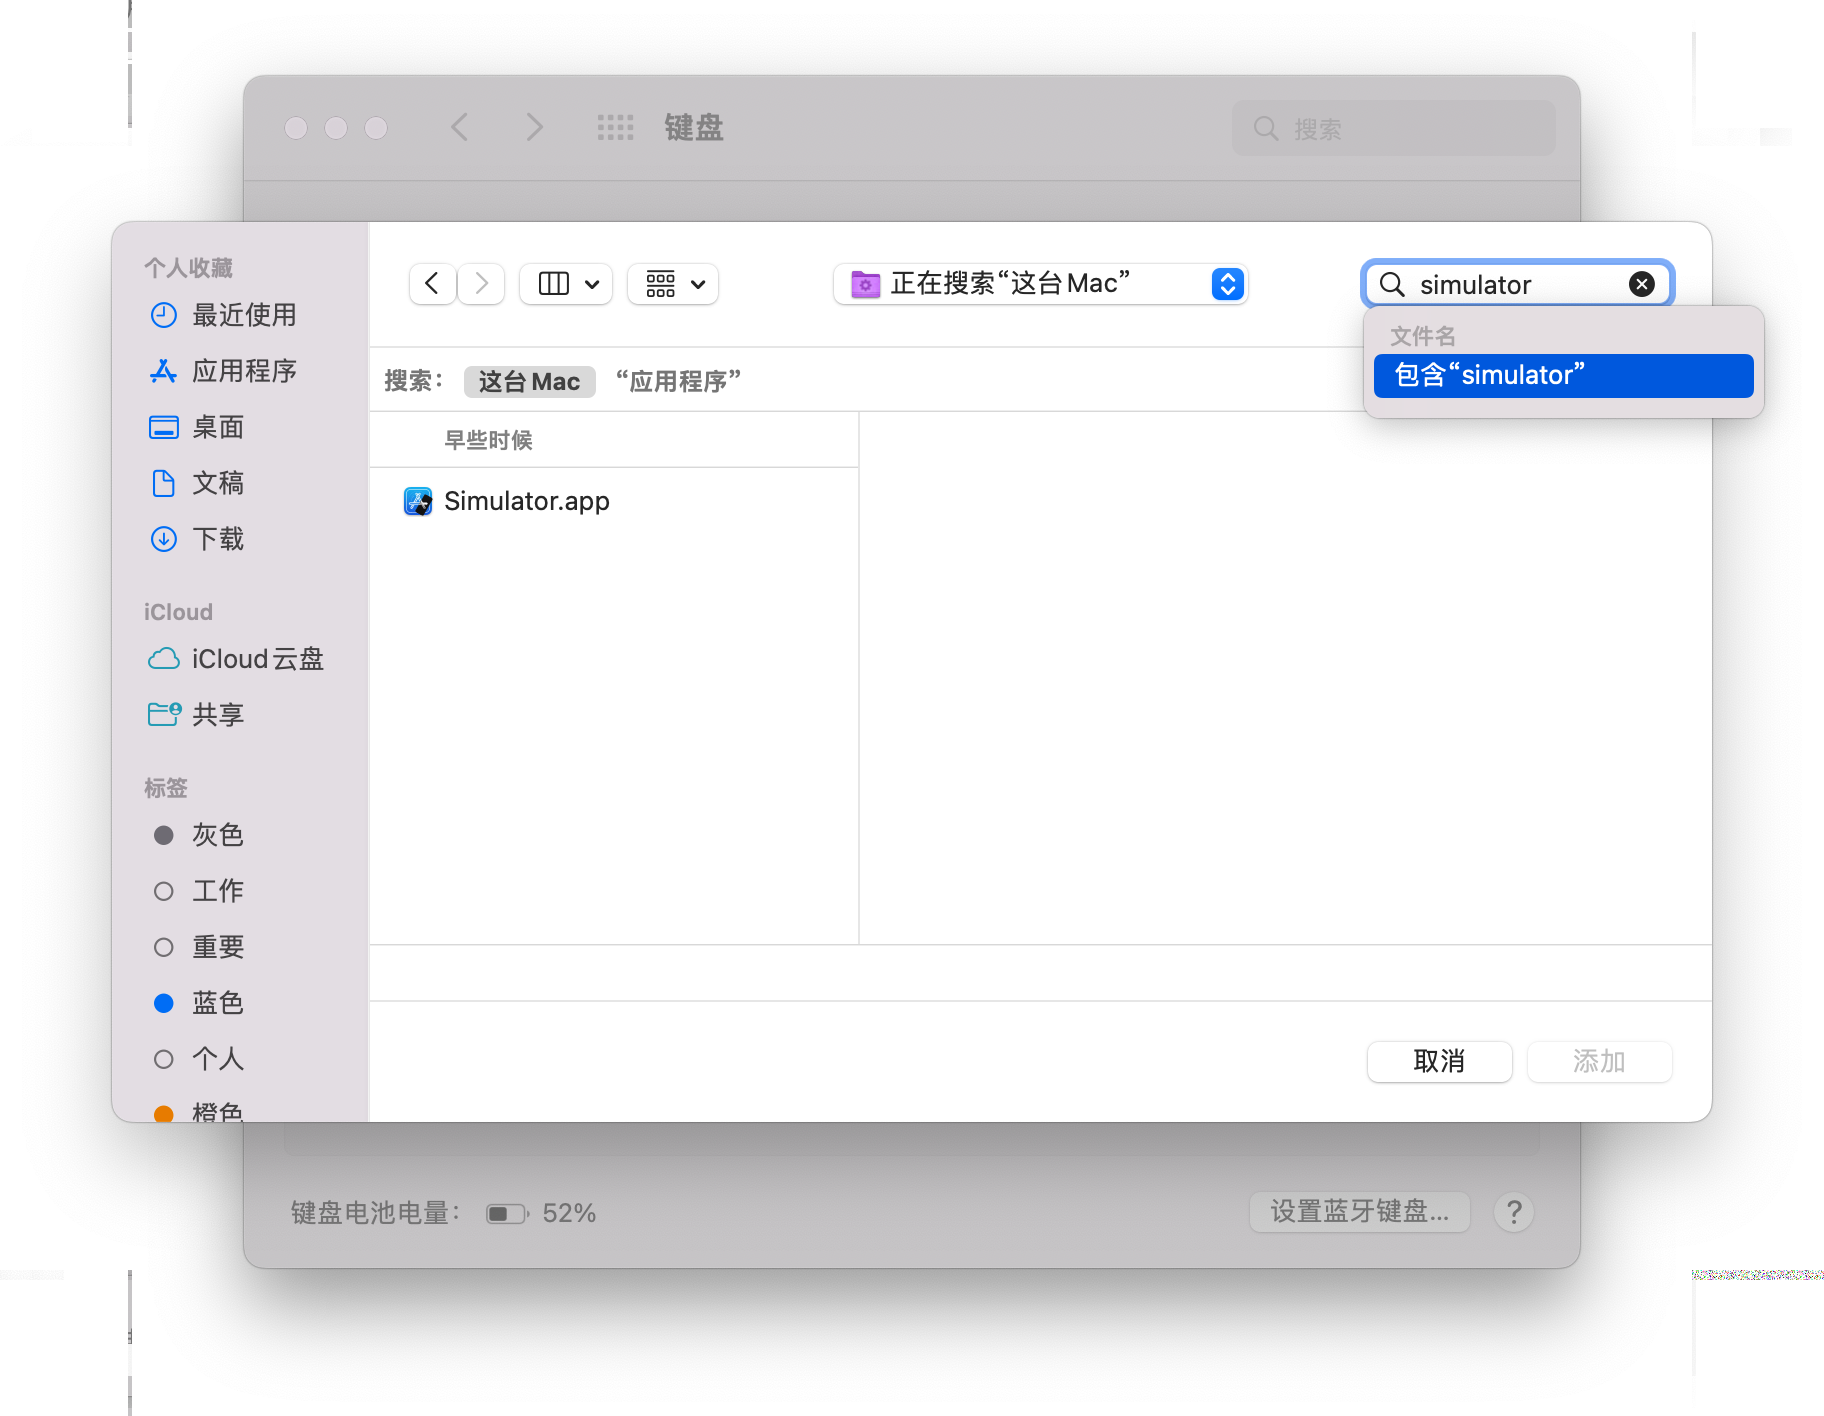 键盘
搜索
个人收藏
最近使用
应用程序
桌面
文稿
下载
iCloud
iCloud云盘
共享
标签
灰色
工作
重要
蓝色
个人
橙色
正在搜索“这台Mac”
simulator
文件名
包含“simulator”
搜索： 这台Mac “应用程序”
早些时候
Simulator.app
取消 添加
键盘电池电量： 52%
设置蓝牙键盘... ?